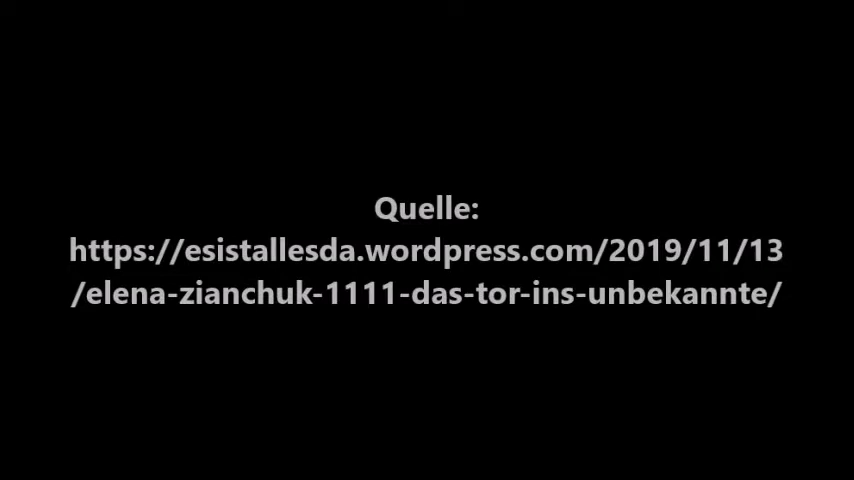 Quelle:
https://esistallesda.wordpress.com/2019/11/13
/elena-zianchuk-1111-das-tor-ins-unbekannte/